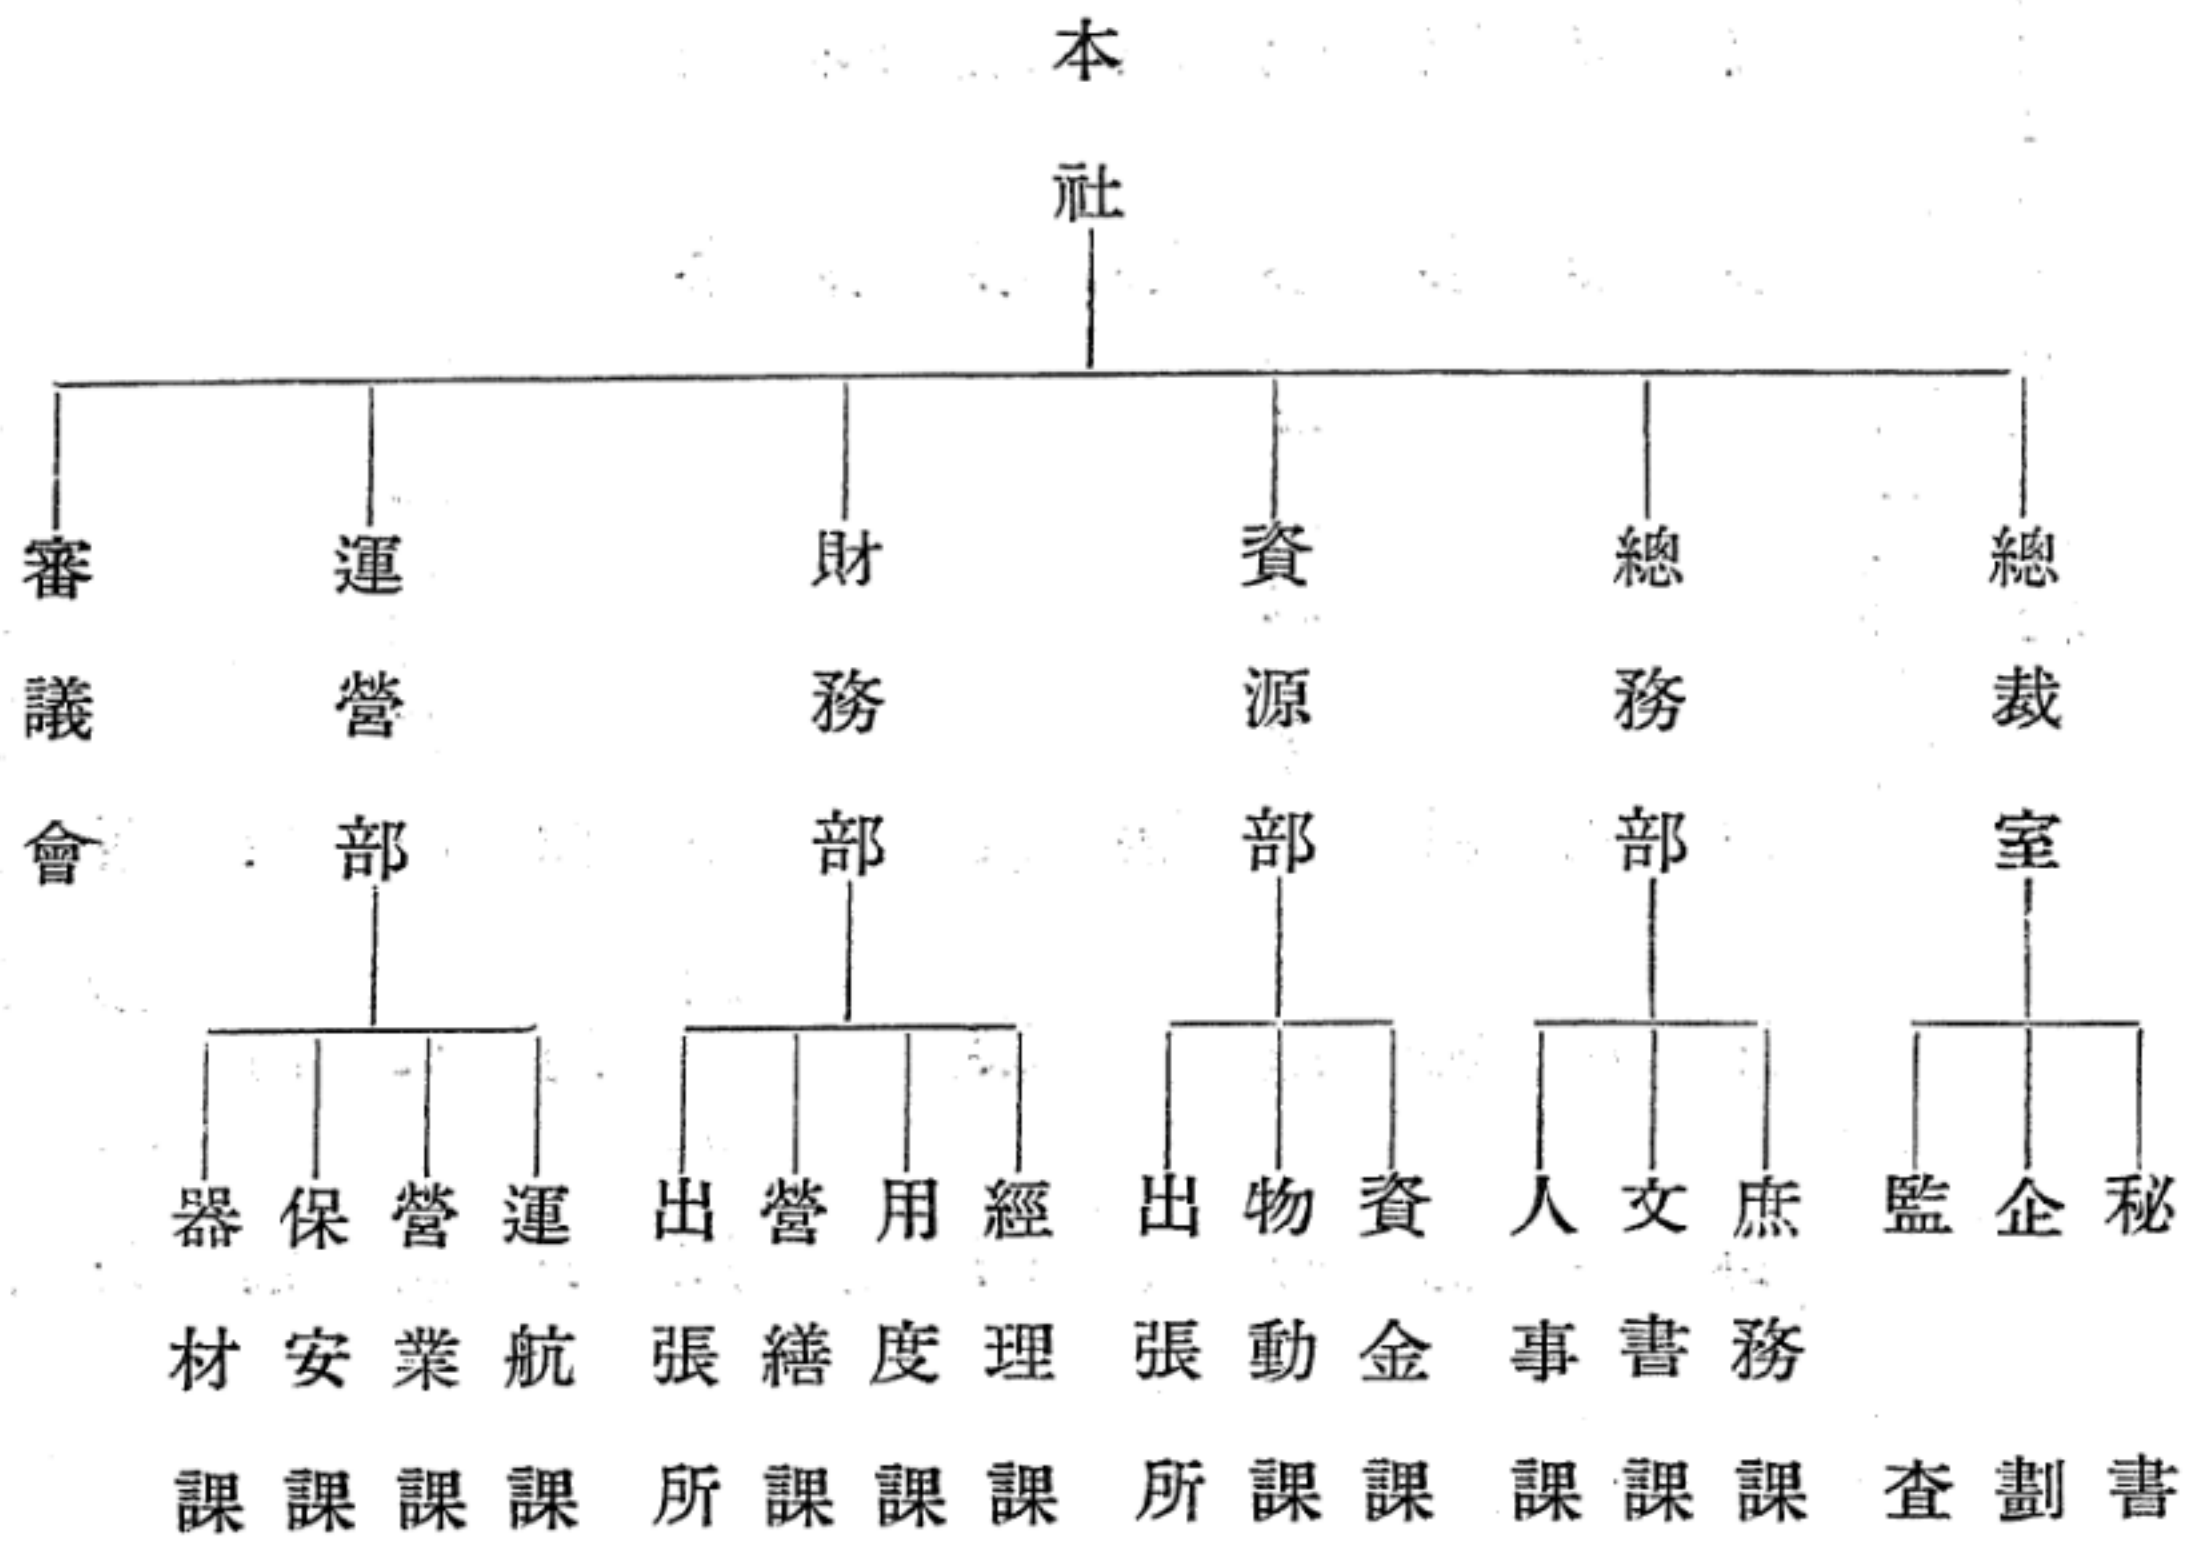 本社
總裁室
秘書
企劃
監査
總務部
庶務課
文書課
人事課
資源部
資金課
物動課
出張所
財務部
經理課
用度課
營繕課
出張所
運營部
運航課
營業課
保安課
器材課
審議會